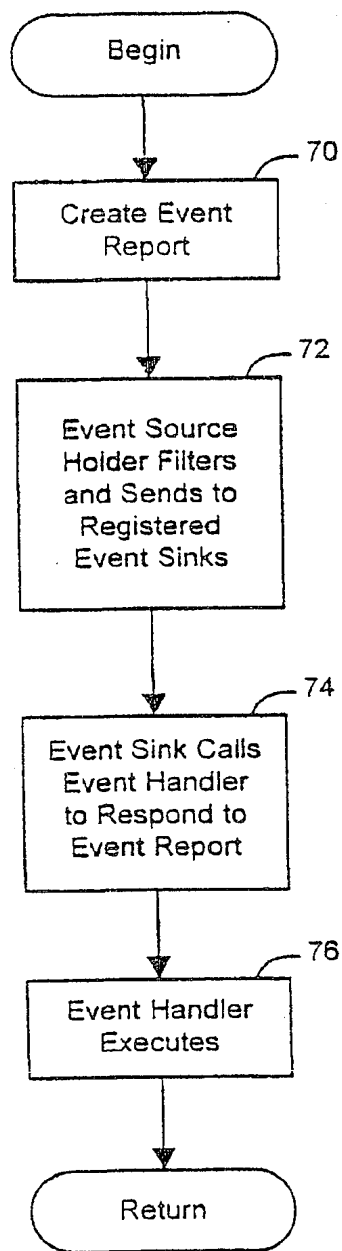 Begin
70
Create Event
Report
72
Event Source
Holder Filters
and Sends to
Registered
Event Sinks
74
Event Sink Calls
Event Handler
to Respond to
Event Report
76
Event Handler
Executes
Return